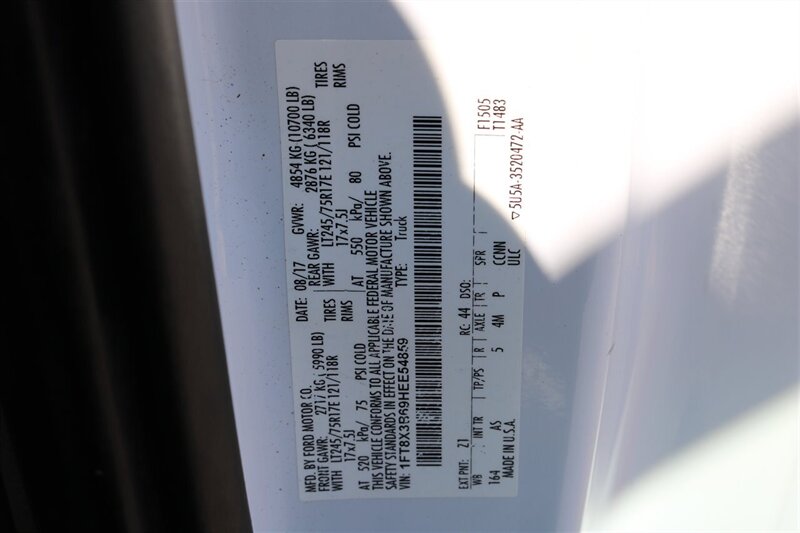 MFD. BY FORD MOTOR CO.
DATE: 08/17 GVWR: 4854 KG (10700 LB)
FRONT GAWR: 2717 KG ( 5990 LB) REAR GAWR: 2876 KG ( 6340 LB)
WITH LT245/75R17E 121/118R TIRES WITH LT245/75R17E 121/118R TIRES
17x7.5J RIMS 17x7.5J RIMS
AT 520 kPa/ 75 PSI COLD AT 550 kPa/ 80 PSI COLD
THIS VEHICLE CONFORMS TO ALL APPLICABLE FEDERAL MOTOR VEHICLE
SAFETY STANDARDS IN EFFECT ON THE DATE OF MANUFACTURE SHOWN ABOVE.
VIN: 1FT8X3B69HEE54859 TYPE: Truck
EXT PNT: Z1 RC: 44 DSO: F1505
WB INT TR TP/PS R AXLE TR SPR T1483
164 AS 5 4M P CCNN
ULC
MADE IN U.S.A. ▽5U5A-3520472-AA